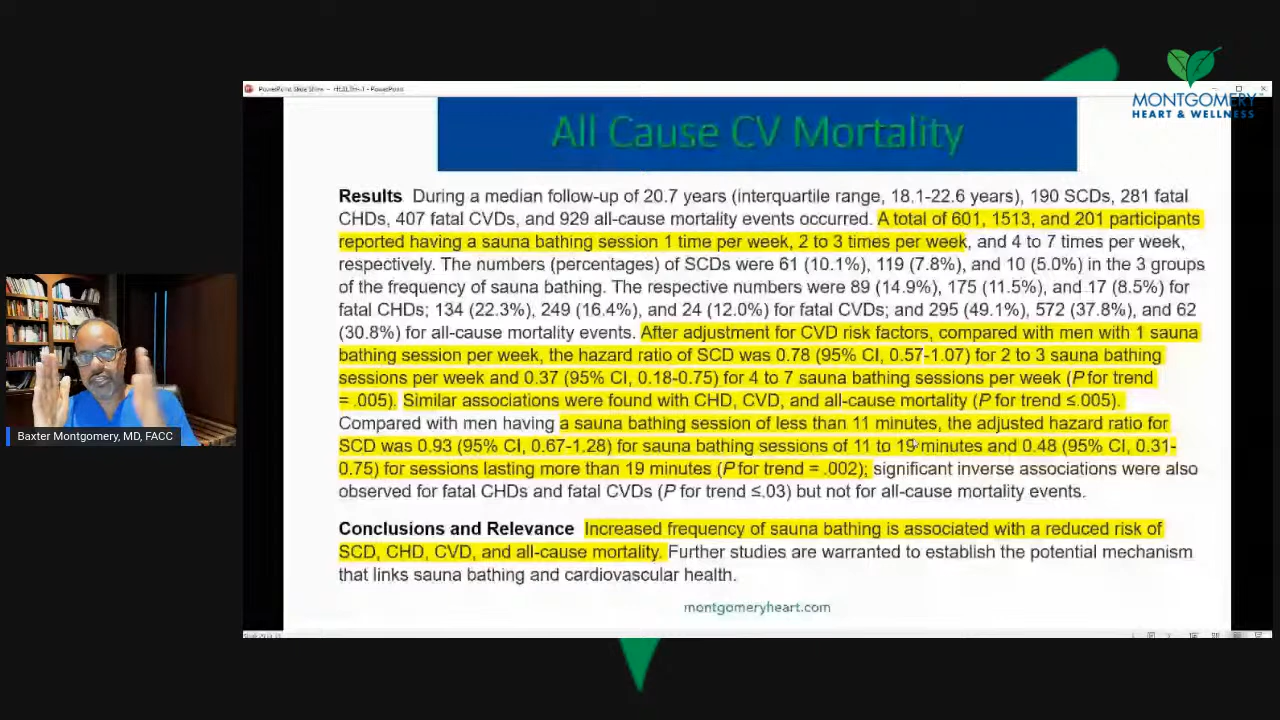 MONTGOMERY
HEART & WELLNESS
All Cause CV Mortality
Results During a median follow-up of 20.7 years (interquartile range, 18.1-22.6 years), 190 SCDs, 281 fatal
CHDs, 407 fatal CVDs, and 929 all-cause mortality events occurred. A total of 601, 1513, and 201 participants
reported having a sauna bathing session 1 time per week, 2 to 3 times per week, and 4 to 7 times per week,
respectively. The numbers (percentages) of SCDs were 61 (10.1%), 119 (7.8%), and 10 (5.0%) in the 3 groups
of the frequency of sauna bathing. The respective numbers were 89 (14.9%), 175 (11.5%), and 17 (8.5%) for
fatal CHDs; 134 (22.3%), 249 (16.4%), and 24 (12.0%) for fatal CVDs; and 295 (49.1%), 572 (37.8%), and 62
(30.8%) for all-cause mortality events. After adjustment for CVD risk factors, compared with men with 1 sauna
bathing session per week, the hazard ratio of SCD was 0.78 (95% CI, 0.57-1.07) for 2 to 3 sauna bathing
sessions per week and 0.37 (95% CI, 0.18-0.75) for 4 to 7 sauna bathing sessions per week (P for trend
= .005). Similar associations were found with CHD, CVD, and all-cause mortality (P for trend ≤.005).
Compared with men having a sauna bathing session of less than 11 minutes, the adjusted hazard ratio for
SCD was 0.93 (95% CI, 0.67-1.28) for sauna bathing sessions of 11 to 19 minutes and 0.48 (95% CI, 0.31-
0.75) for sessions lasting more than 19 minutes (P for trend = .002); significant inverse associations were also
observed for fatal CHDs and fatal CVDs (P for trend ≤.03) but not for all-cause mortality events.
Conclusions and Relevance Increased frequency of sauna bathing is associated with a reduced risk of
SCD, CHD, CVD, and all-cause mortality. Further studies are warranted to establish the potential mechanism
that links sauna bathing and cardiovascular health.
montgomeryheart.com
Baxter Montgomery, MD, FACC